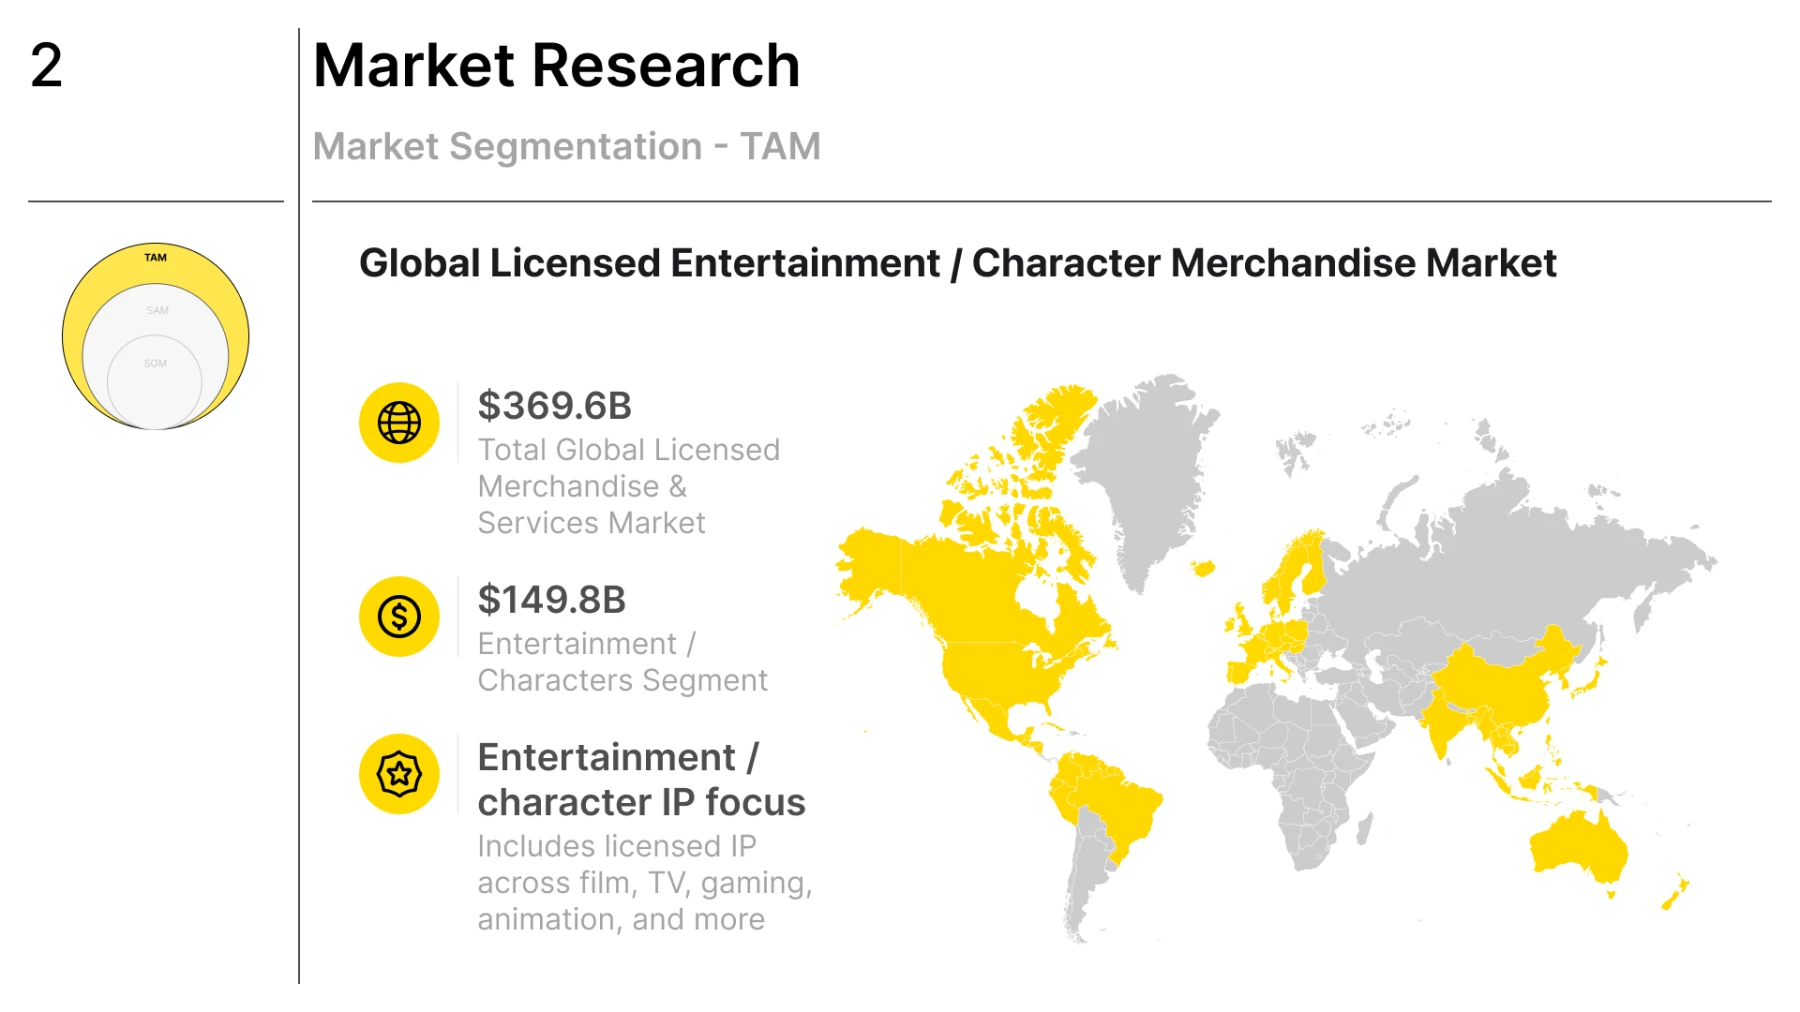 2
Market Research
Market Segmentation - TAM
TAM
SAM
SOM
Global Licensed Entertainment / Character Merchandise Market
$369.6B
Total Global Licensed
Merchandise &
Services Market
$149.8B
Entertainment /
Characters Segment
Entertainment /
character IP focus
Includes licensed IP
across film, TV, gaming,
animation, and more